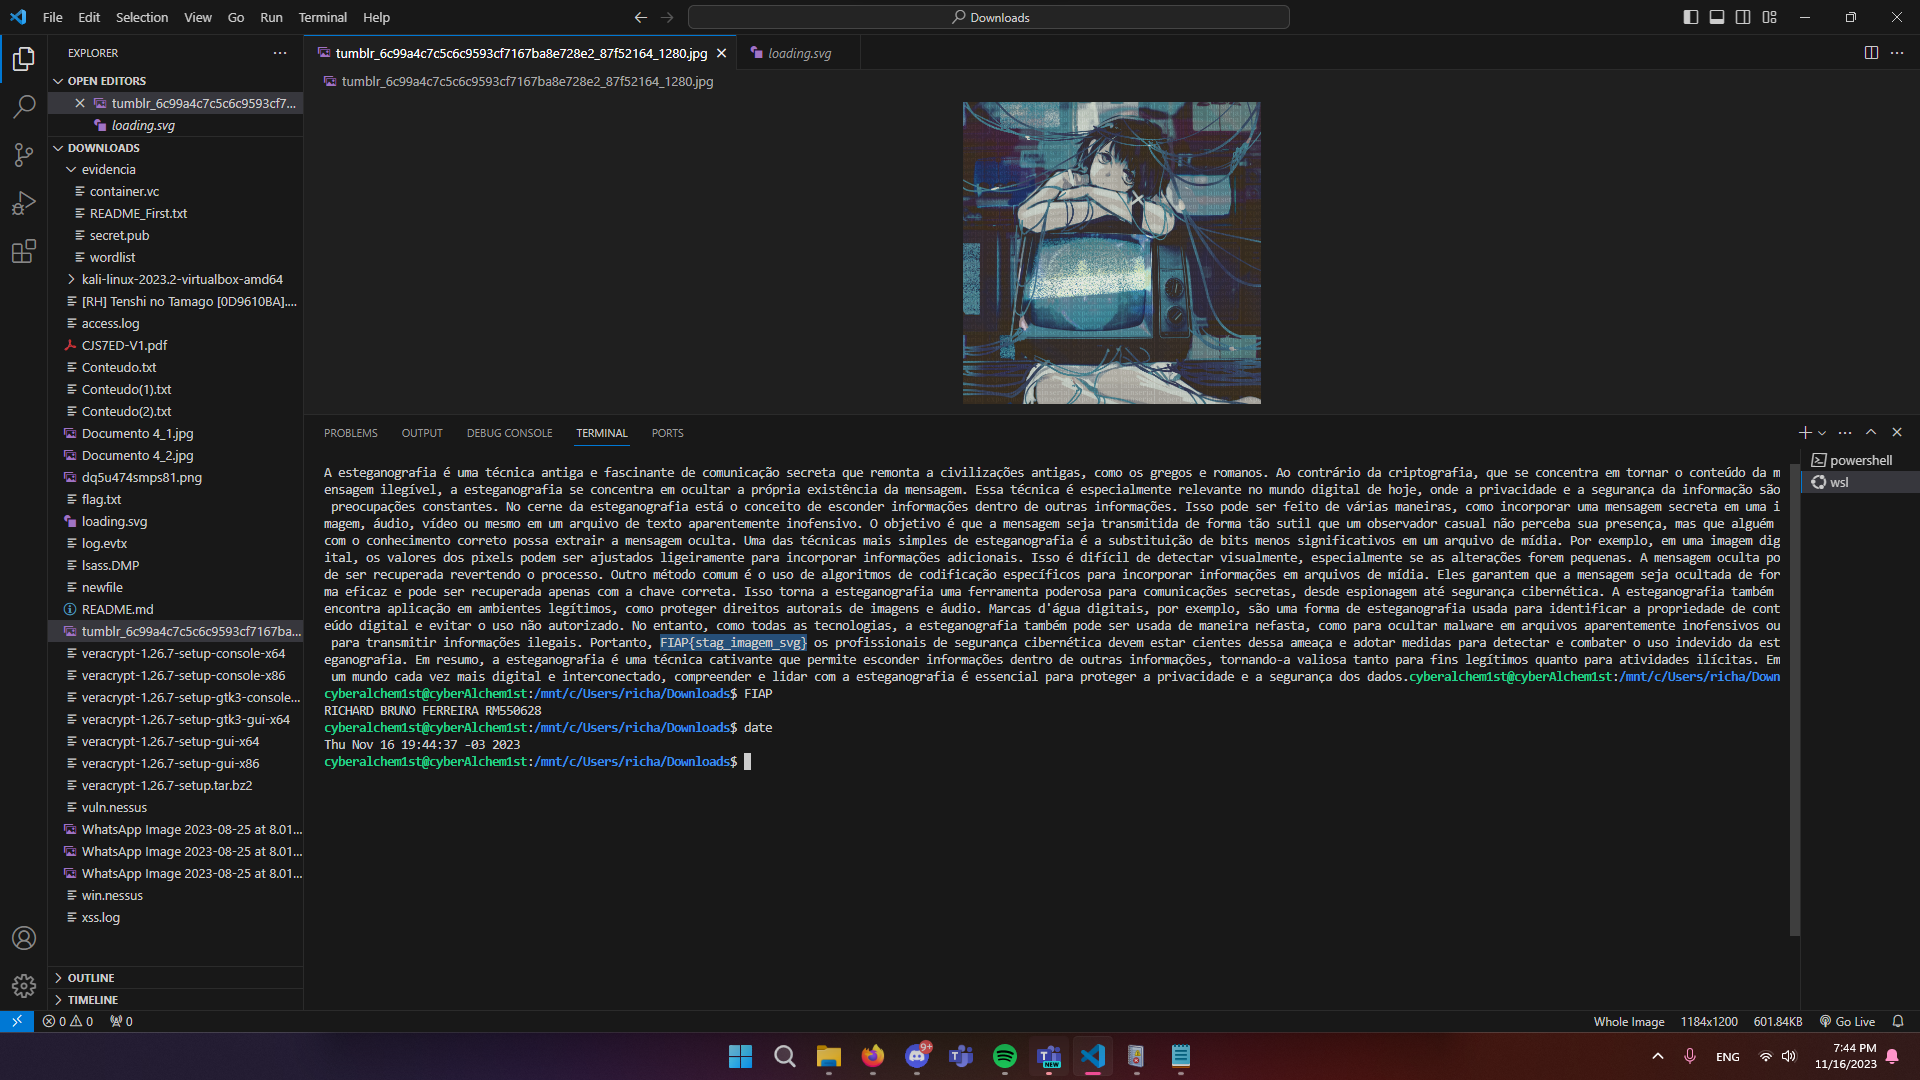 File Edit Selection View Go Run Terminal Help
Downloads
EXPLORER
OPEN EDITORS
tumblr_6c99a4c7c5c6c9593cf7...
loading.svg
DOWNLOADS
evidencia
container.vc
README_First.txt
secret.pub
wordlist
kali-linux-2023.2-virtualbox-amd64
[RH] Tenshi no Tamago [0D9610BA]....
access.log
CJS7ED-V1.pdf
Conteudo.txt
Conteudo(1).txt
Conteudo(2).txt
Documento 4_1.jpg
Documento 4_2.jpg
dq5u474smps81.png
flag.txt
loading.svg
log.evtx
lsass.DMP
newfile
README.md
tumblr_6c99a4c7c5c6c9593cf7167ba...
veracrypt-1.26.7-setup-console-x64
veracrypt-1.26.7-setup-console-x86
veracrypt-1.26.7-setup-gtk3-console...
veracrypt-1.26.7-setup-gtk3-gui-x64
veracrypt-1.26.7-setup-gui-x64
veracrypt-1.26.7-setup-gui-x86
veracrypt-1.26.7-setup.tar.bz2
vuln.nessus
WhatsApp Image 2023-08-25 at 8.01...
WhatsApp Image 2023-08-25 at 8.01...
WhatsApp Image 2023-08-25 at 8.01...
win.nessus
xss.log
OUTLINE
TIMELINE
tumblr_6c99a4c7c5c6c9593cf7167ba8e728e2_87f52164_1280.jpg
loading.svg
tumblr_6c99a4c7c5c6c9593cf7167ba8e728e2_87f52164_1280.jpg
PROBLEMS OUTPUT DEBUG CONSOLE TERMINAL PORTS
A esteganografia é uma técnica antiga e fascinante de comunicação secreta que remonta a civilizações antigas, como os gregos e romanos. Ao contrário da criptografia, que se concentra em tornar o conteúdo da m
ensagem ilegível, a esteganografia se concentra em ocultar a própria existência da mensagem. Essa técnica é especialmente relevante no mundo digital de hoje, onde a privacidade e a segurança da informação são
preocupações constantes. No cerne da esteganografia está o conceito de esconder informações dentro de outras informações. Isso pode ser feito de várias maneiras, como incorporar uma mensagem secreta em uma i
magem, áudio, vídeo ou mesmo em um arquivo de texto aparentemente inofensivo. O objetivo é que a mensagem seja transmitida de forma tão sutil que um observador casual não perceba sua presença, mas que alguém
com o conhecimento correto possa extrair a mensagem oculta. Uma das técnicas mais simples de esteganografia é a substituição de bits menos significativos em um arquivo de mídia. Por exemplo, em uma imagem dig
ital, os valores dos pixels podem ser ajustados ligeiramente para incorporar informações adicionais. Isso é difícil de detectar visualmente, especialmente se as alterações forem pequenas. A mensagem oculta po
de ser recuperada revertendo o processo. Outro método comum é o uso de algoritmos de codificação específicos para incorporar informações em arquivos de mídia. Eles garantem que a mensagem seja ocultada de for
ma eficaz e pode ser recuperada apenas com a chave correta. Isso torna a esteganografia uma ferramenta poderosa para comunicações secretas, desde espionagem até segurança cibernética. A esteganografia também
encontra aplicação em ambientes legítimos, como proteger direitos autorais de imagens e áudio. Marcas d'água digitais, por exemplo, são uma forma de esteganografia usada para identificar a propriedade de cont
eúdo digital e evitar o uso não autorizado. No entanto, como todas as tecnologias, a esteganografia também pode ser usada de maneira nefasta, como para ocultar malware em arquivos aparentemente inofensivos ou
para transmitir informações ilegais. Portanto, FIAP{stag_imagem_svg} os profissionais de segurança cibernética devem estar cientes dessa ameaça e adotar medidas para detectar e combater o uso indevido da est
eganografia. Em resumo, a esteganografia é uma técnica cativante que permite esconder informações dentro de outras informações, tornando-a valiosa tanto para fins legítimos quanto para atividades ilícitas. Em
um mundo cada vez mais digital e interconectado, compreender e lidar com a esteganografia é essencial para proteger a privacidade e a segurança dos dados.cyberalchem1st@cyberAlchem1st:/mnt/c/Users/richa/Down
cyberalchem1st@cyberAlchem1st:/mnt/c/Users/richa/Downloads$ FIAP
RICHARD BRUNO FERREIRA RM550628
cyberalchem1st@cyberAlchem1st:/mnt/c/Users/richa/Downloads$ date
Thu Nov 16 19:44:37 -03 2023
cyberalchem1st@cyberAlchem1st:/mnt/c/Users/richa/Downloads$
powershell
wsl
0 0 0
Whole Image 1184x1200 601.84KB Go Live
9+
NEW
ENG
7:44 PM
11/16/2023